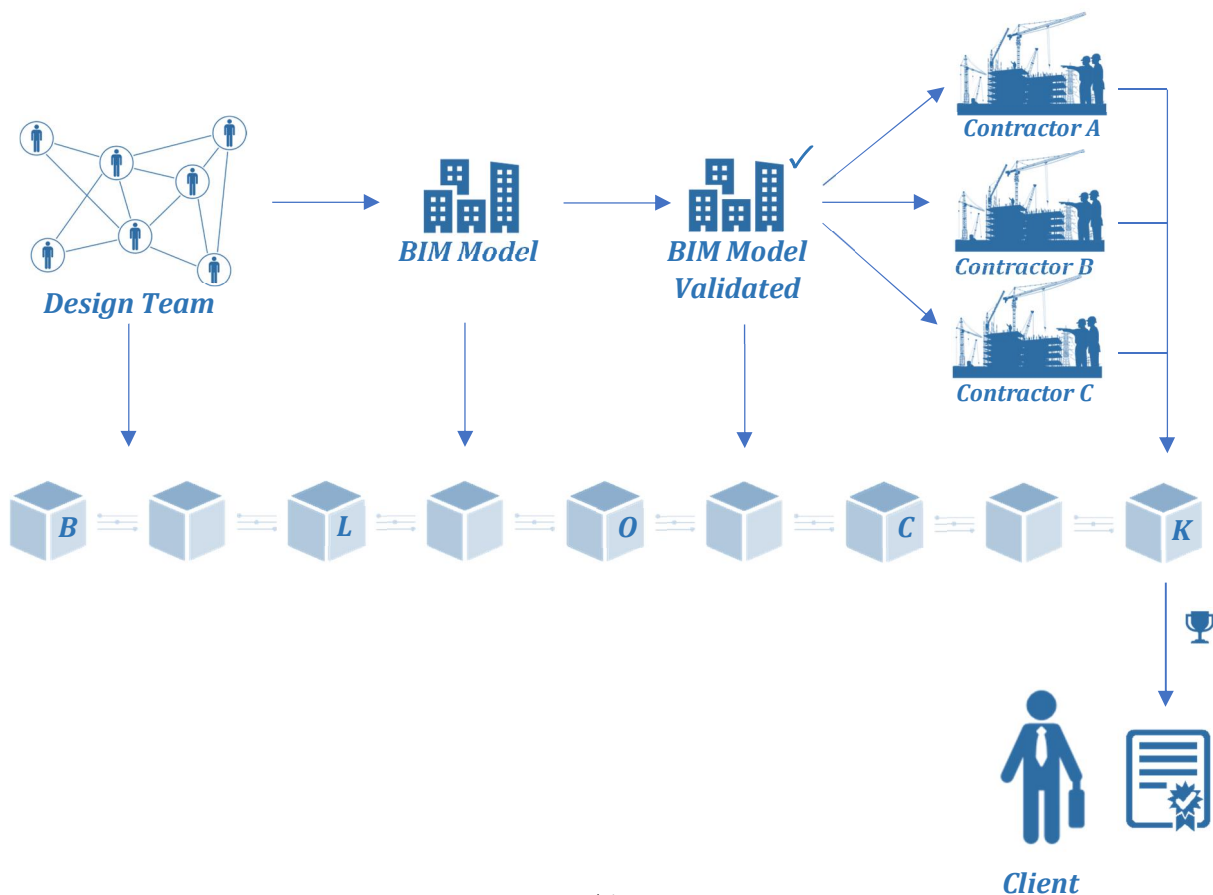 Contractor A
Contractor B
Contractor C
Design Team
BIM Model
BIM Model
Validated
B L O C K
Client